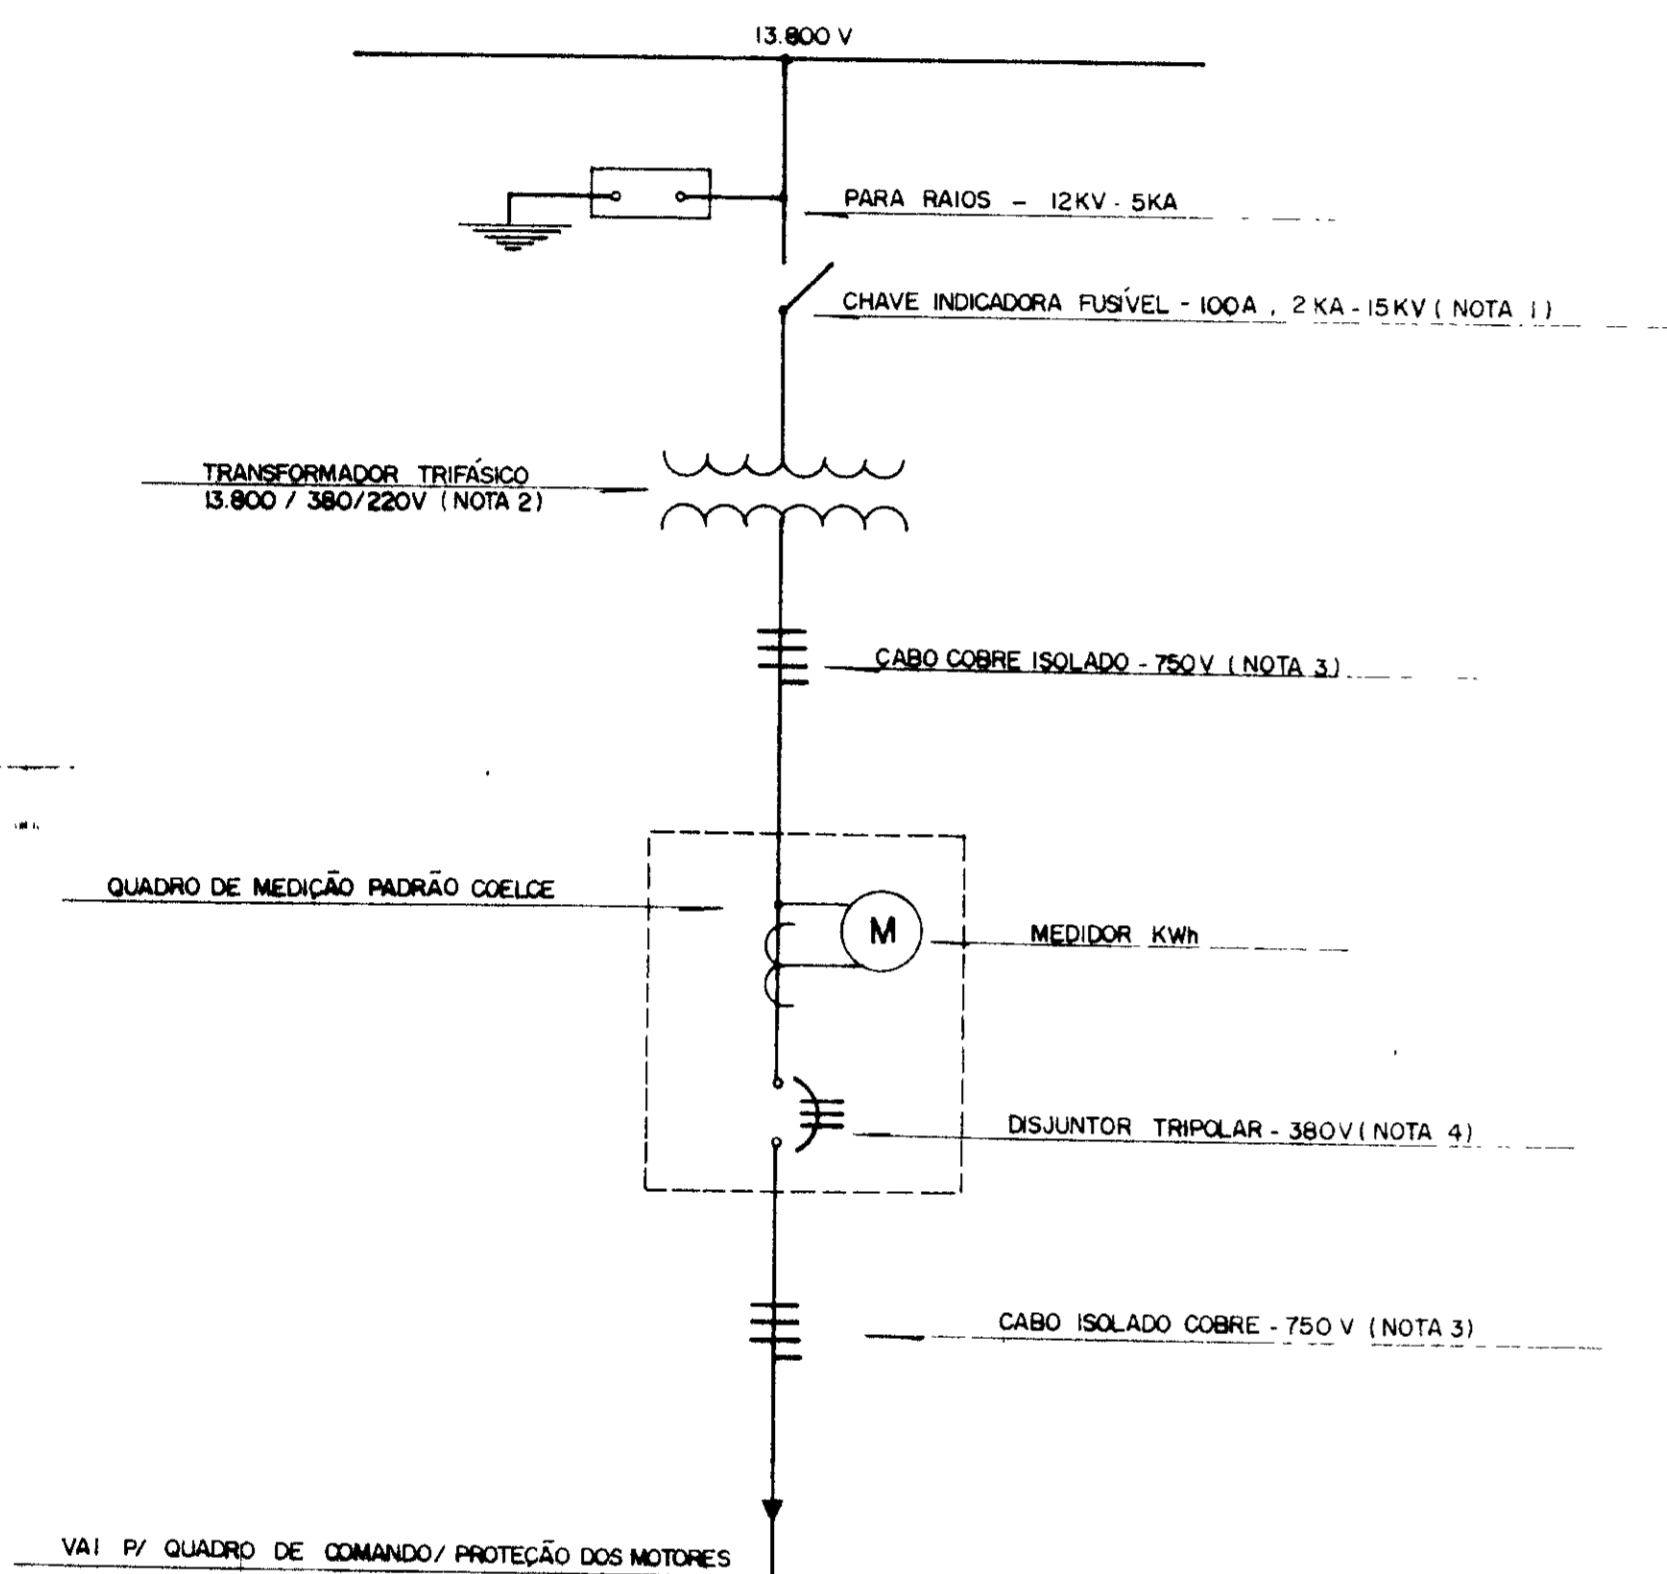 13.800 V
PARA RAIOS - 12KV - 5KA
CHAVE INDICADORA FUSÍVEL - 100A , 2 KA - 15KV ( NOTA 1 )
TRANSFORMADOR TRIFÁSICO
13.800 / 380/220V ( NOTA 2 )
CABO COBRE ISOLADO - 750 V ( NOTA 3 )
QUADRO DE MEDIÇÃO PADRÃO COELCE
M
MEDIDOR KWh
DISJUNTOR TRIPOLAR - 380V ( NOTA 4 )
CABO ISOLADO COBRE - 750 V ( NOTA 3 )
VAI P/ QUADRO DE COMANDO/ PROTEÇÃO DOS MOTORES